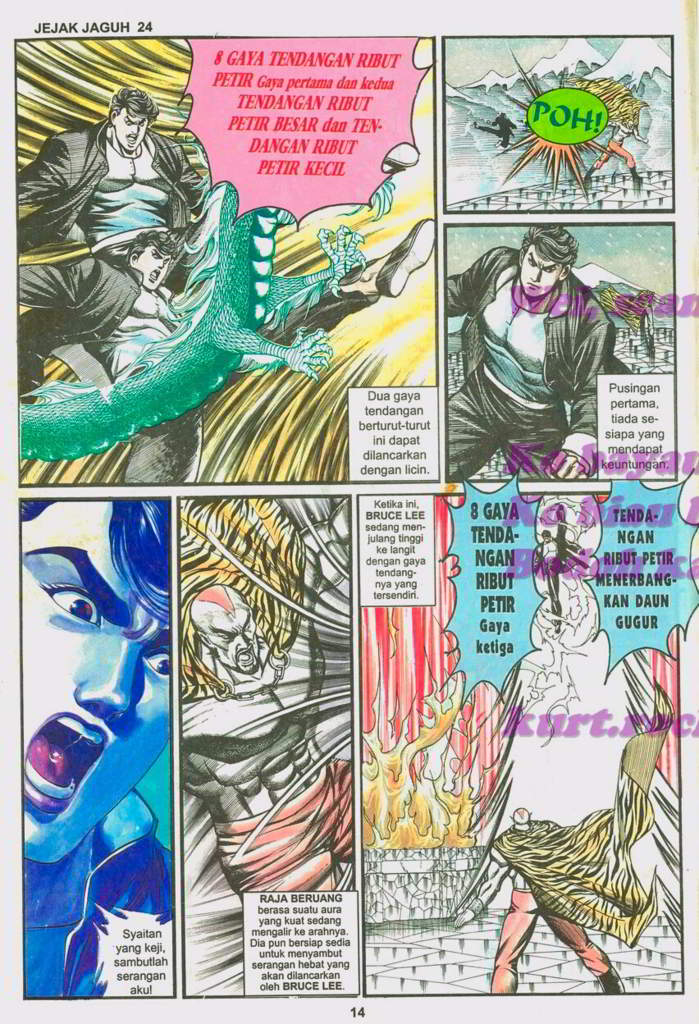 JEJAK JAGUH 24
8 GAYA TENDANGAN RIBUT
PETIR Gaya pertama dan kedua
TENDANGAN RIBUT
PETIR BESAR dan TEN-
DANGAN RIBUT
PETIR KECIL
Dua gaya
tendangan
berturut-turut
ini dapat
dilancarkan
dengan licin.
POH!
Pusingan
pertama,
tiada se-
siapa yang
mendapat
keuntungan.
Syaitan
yang keji,
sambutlah
serangan
aku!
RAJA BERUANG
berasa suatu aura
yang kuat sedang
mengalir ke arahnya.
Dia pun bersiap sedia
untuk menyambut
serangan hebat yang
akan dilancarkan
oleh BRUCE LEE.
Ketika ini,
BRUCE LEE
sedang men-
julang tinggi
ke langit
dengan gaya
tendang-
nya yang
tersendiri.
8 GAYA
TENDA-
NGAN
RIBUT
PETIR
Gaya
ketiga
TENDA-
NGAN
RIBUT PETIR
MENERBANG-
KAN DAUN
GUGUR
14